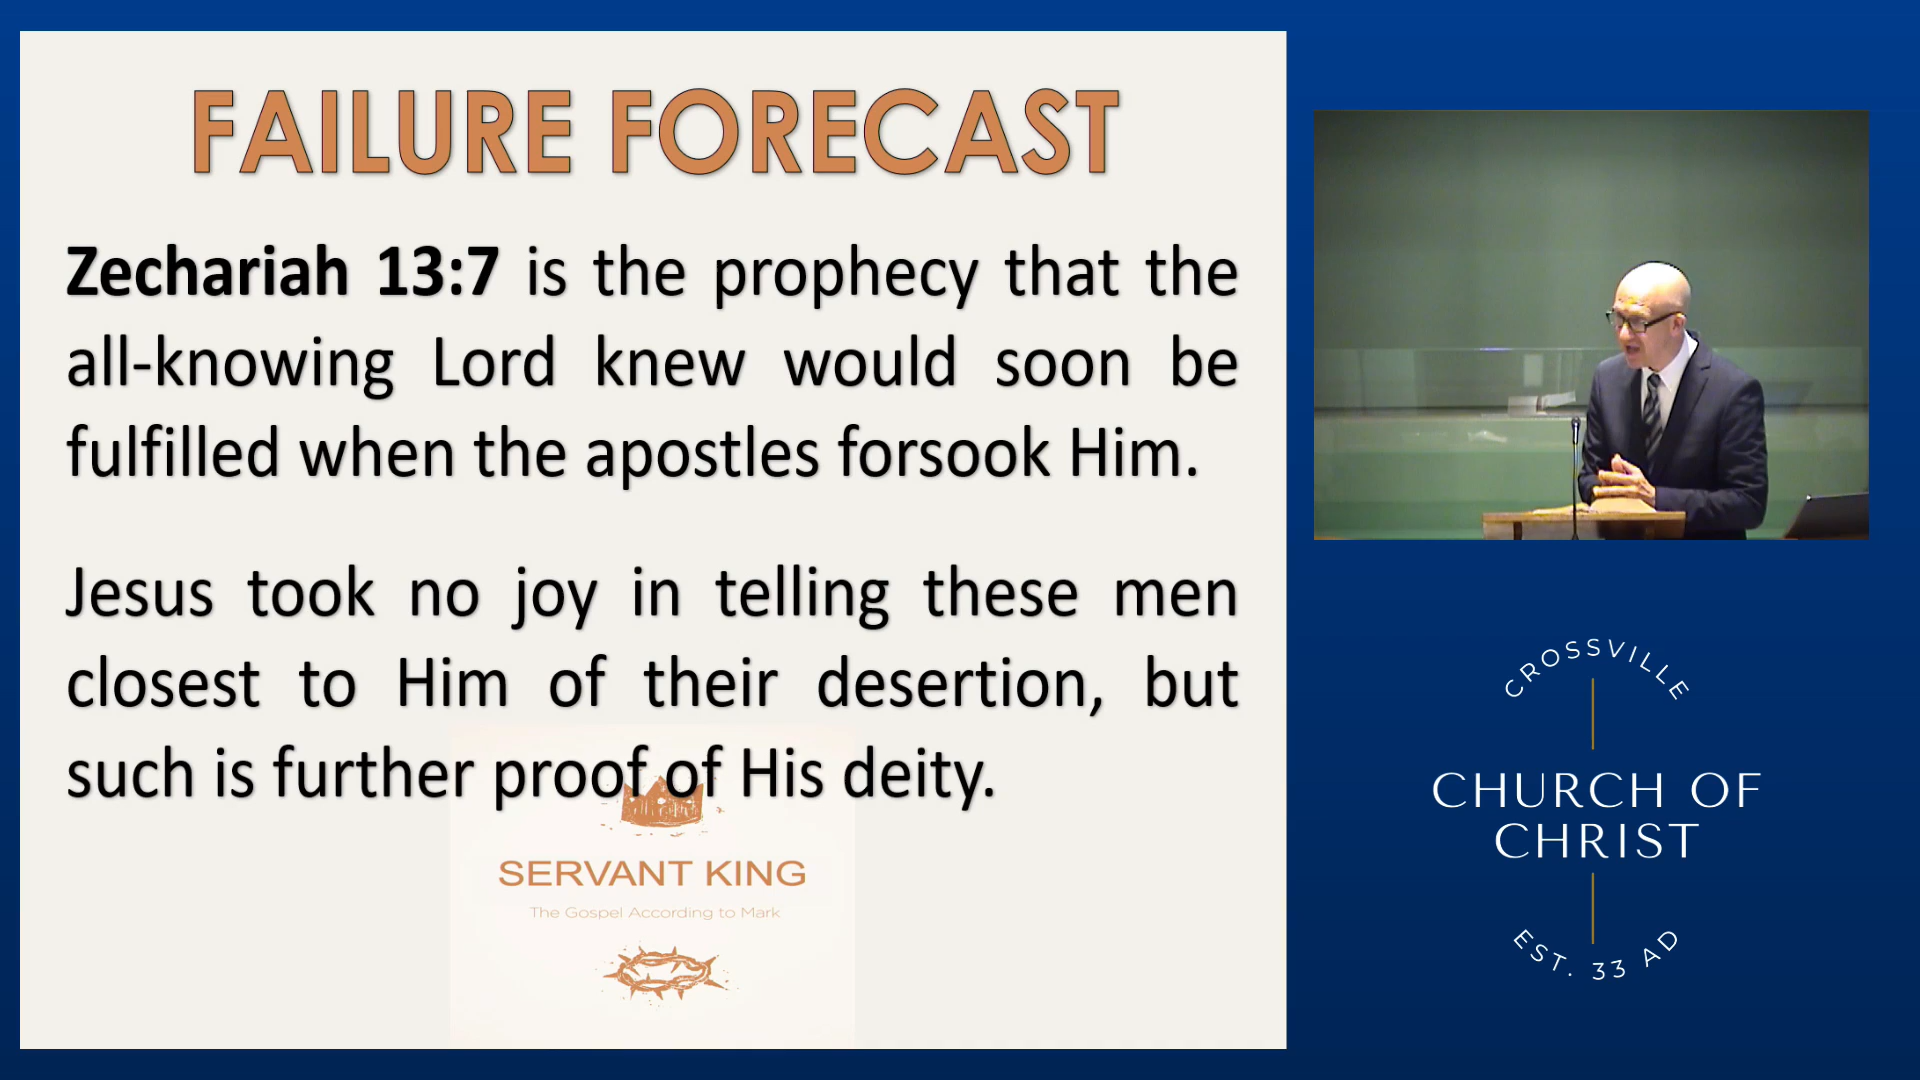 FAILURE FORECAST
Zechariah 13:7 is the prophecy that the
all-knowing Lord knew would soon be
fulfilled when the apostles forsook Him.
Jesus took no joy in telling these men
closest to Him of their desertion, but
such is further proof of His deity.
SERVANT KING
The Gospel According to Mark
CROSSVILLE
CHURCH OF
CHRIST
EST. 33 AD